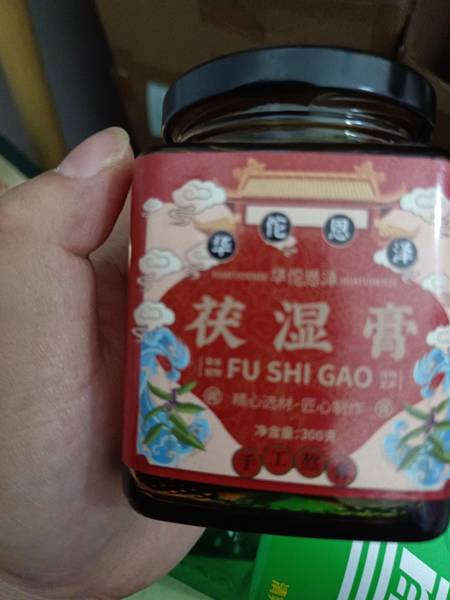 华佗恩泽
华佗恩泽
茯湿膏
FU SHI GAO
精心选材·匠心制作
净含量:300克
手工熬